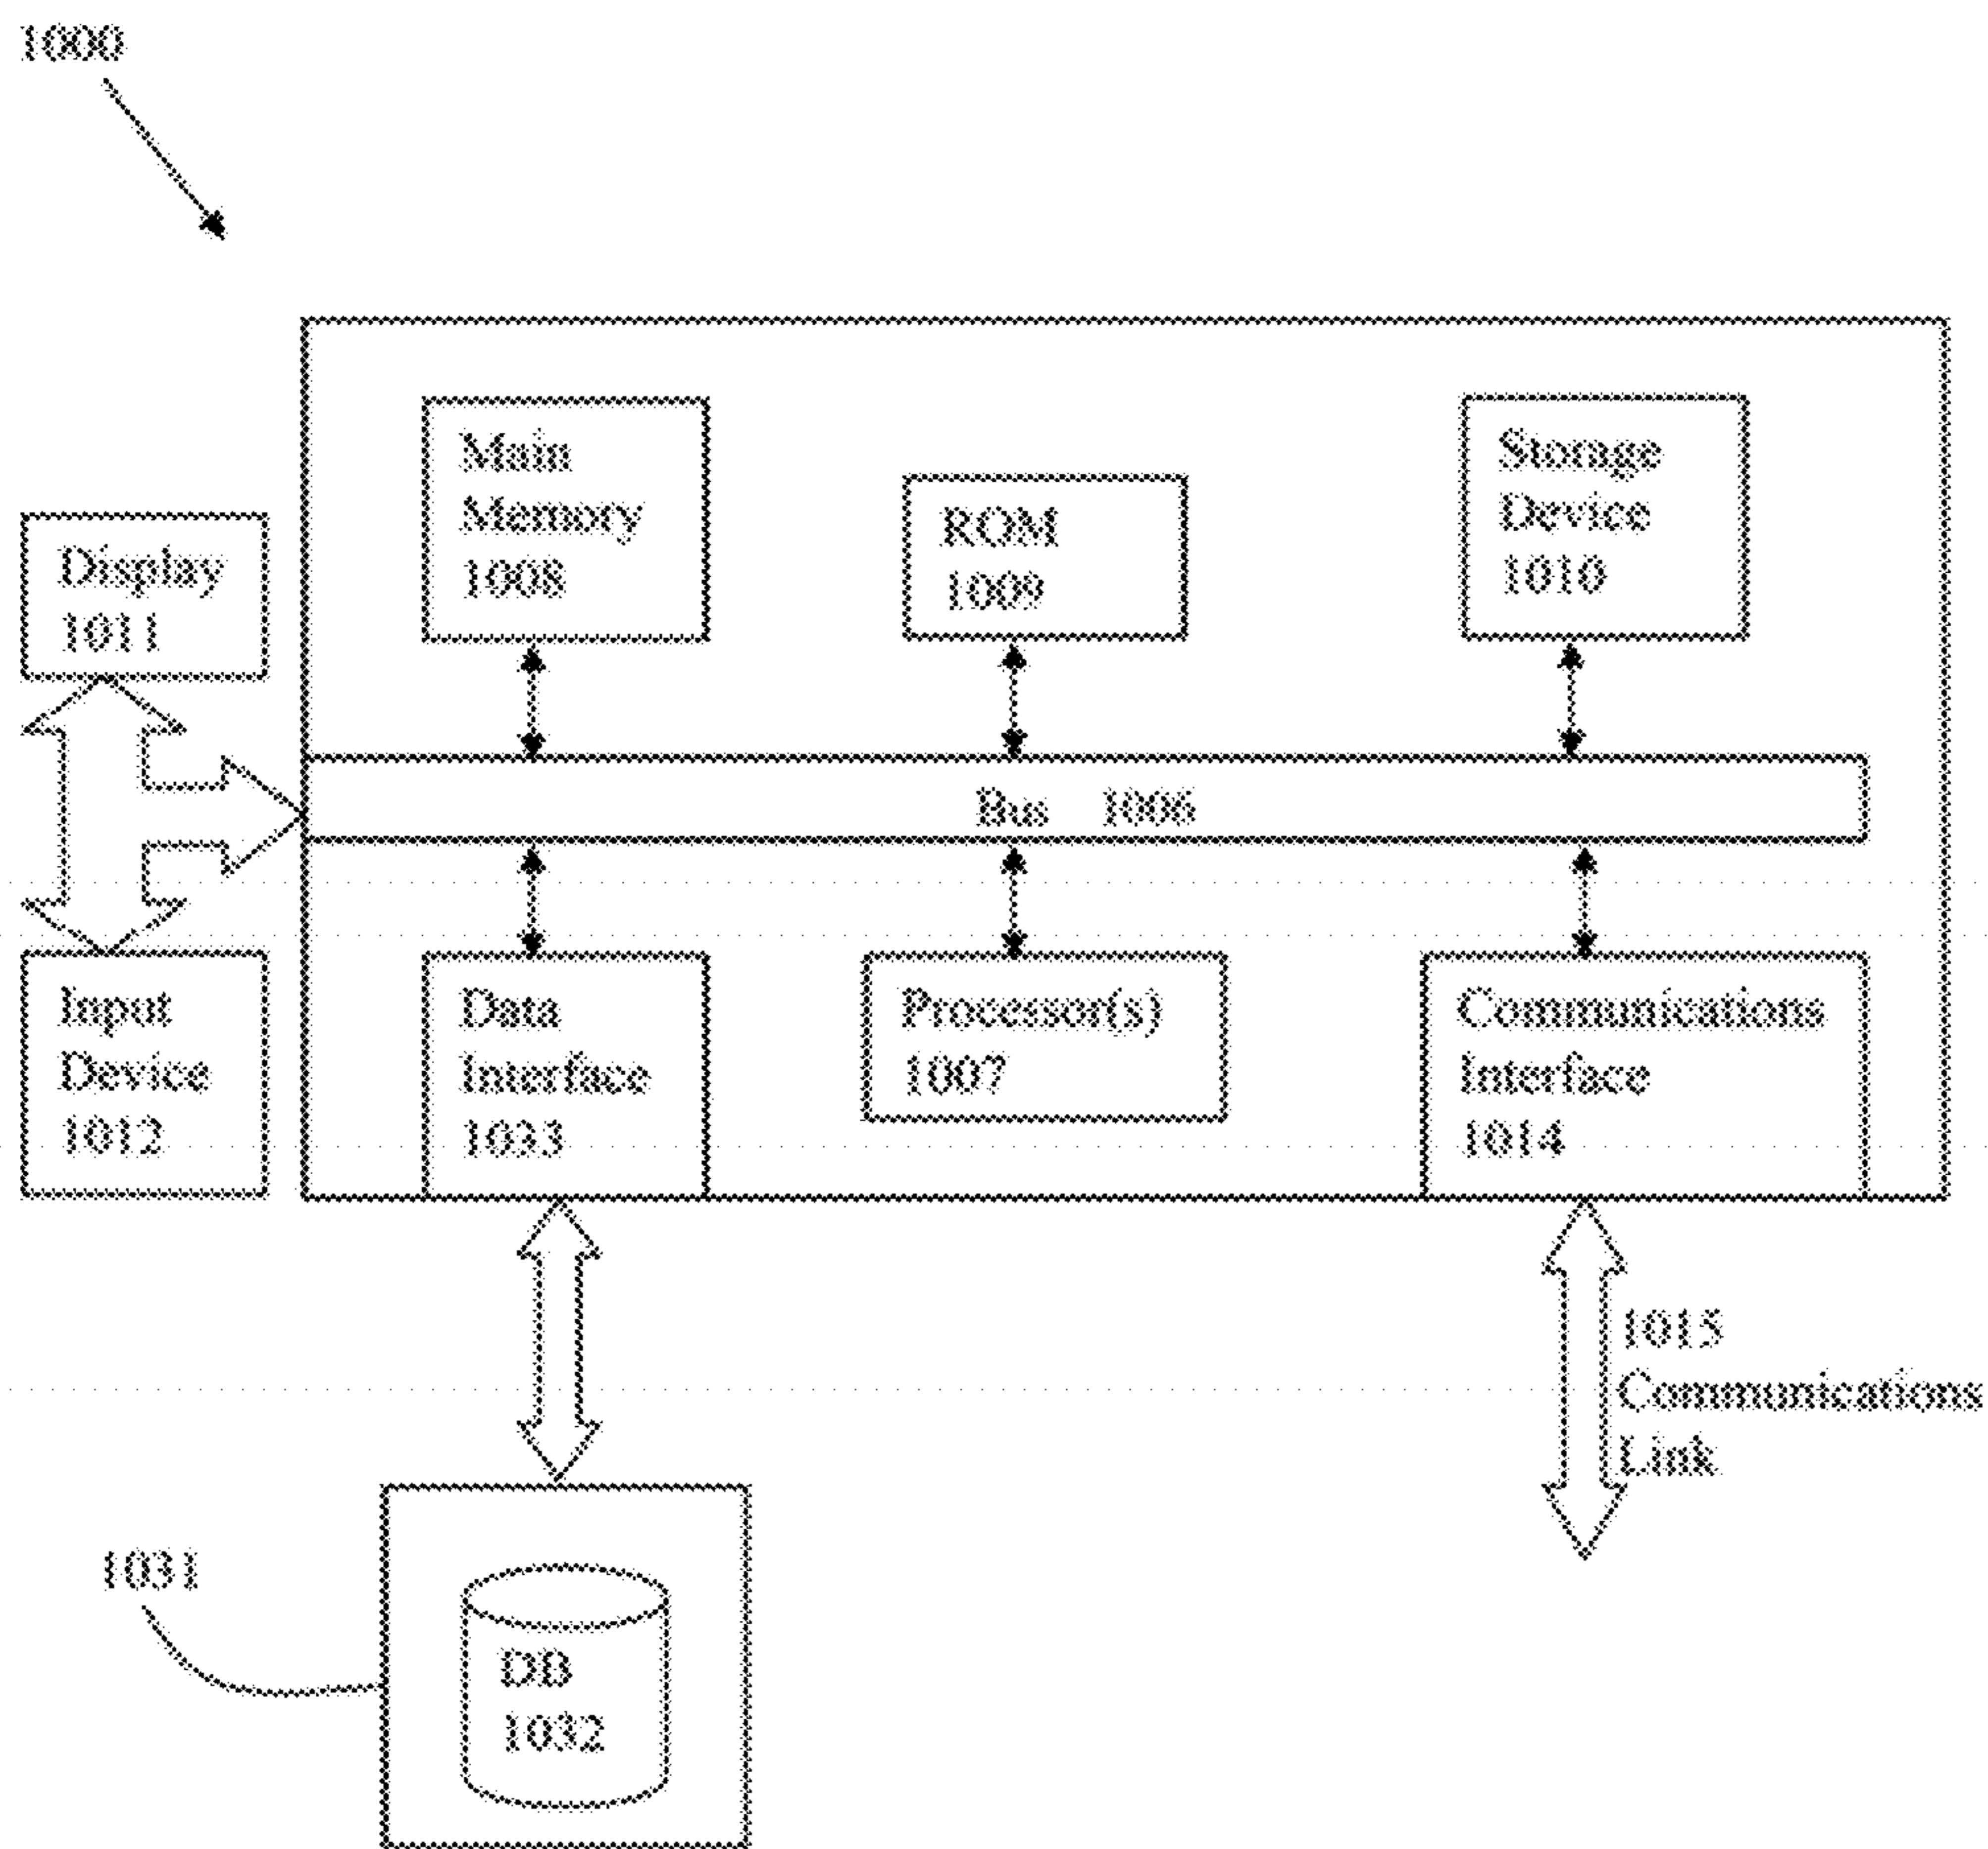 1000
Main
Memory
1008
ROM
1009
Storage
Device
1010
Display
1011
Bus 1006
Input
Device
1012
Data
Interface
1033
Processor(s)
1007
Communications
Interface
1014
1015
Communications
Link
1031
DB
1032